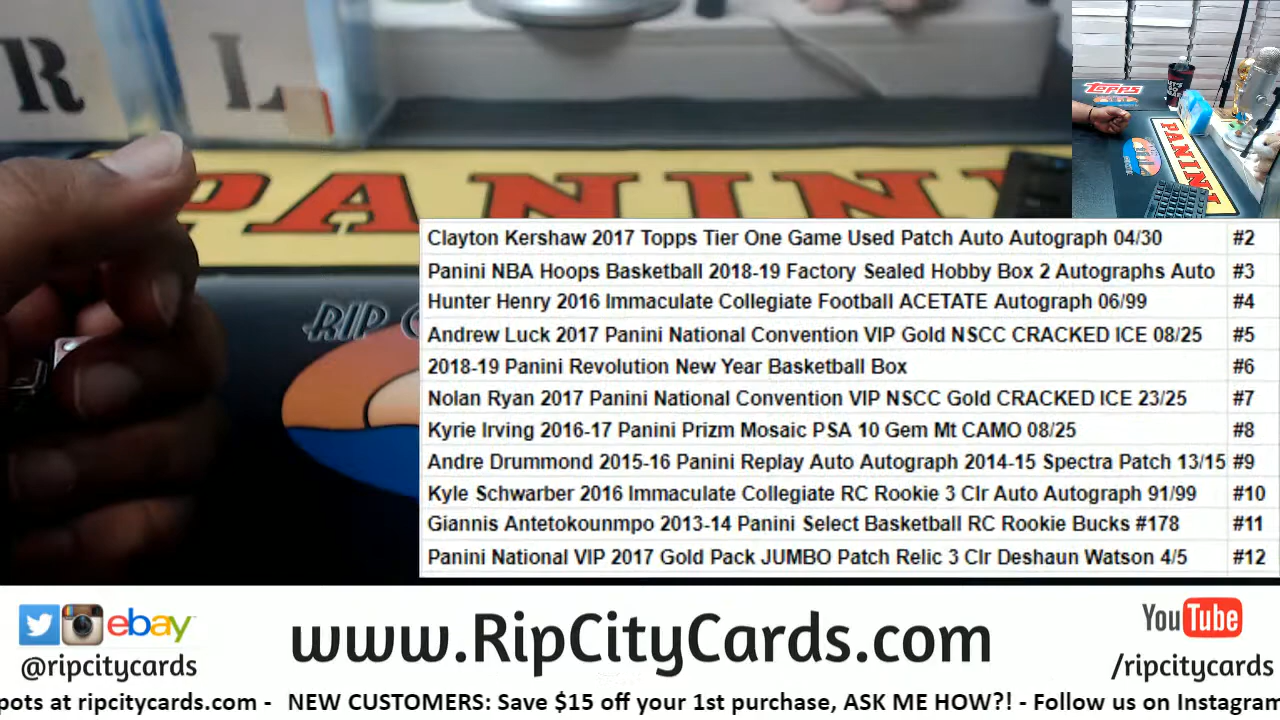 R L
PANINI
RIP
TOPPS
PANINI
Clayton Kershaw 2017 Topps Tier One Game Used Patch Auto Autograph 04/30 #2
Panini NBA Hoops Basketball 2018-19 Factory Sealed Hobby Box 2 Autographs Auto #3
Hunter Henry 2016 Immaculate Collegiate Football ACETATE Autograph 06/99 #4
Andrew Luck 2017 Panini National Convention VIP Gold NSCC CRACKED ICE 08/25 #5
2018-19 Panini Revolution New Year Basketball Box #6
Nolan Ryan 2017 Panini National Convention VIP NSCC Gold CRACKED ICE 23/25 #7
Kyrie Irving 2016-17 Panini Prizm Mosaic PSA 10 Gem Mt CAMO 08/25 #8
Andre Drummond 2015-16 Panini Replay Auto Autograph 2014-15 Spectra Patch 13/15 #9
Kyle Schwarber 2016 Immaculate Collegiate RC Rookie 3 Clr Auto Autograph 91/99 #10
Giannis Antetokounmpo 2013-14 Panini Select Basketball RC Rookie Bucks #178 #11
Panini National VIP 2017 Gold Pack JUMBO Patch Relic 3 Clr Deshaun Watson 4/5 #12
ebay
@ripcitycards
www.RipCityCards.com
YouTube
/ripcitycards
pots at ripcitycards.com - NEW CUSTOMERS: Save $15 off your 1st purchase, ASK ME HOW?! - Follow us on Instagram